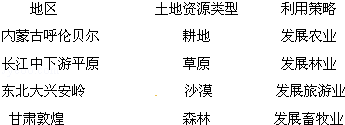 地区 土地资源类型 利用策略
内蒙古呼伦贝尔 耕地 发展农业
长江中下游平原 草原 发展林业
东北大兴安岭 沙漠 发展旅游业
甘肃敦煌 森林 发展畜牧业